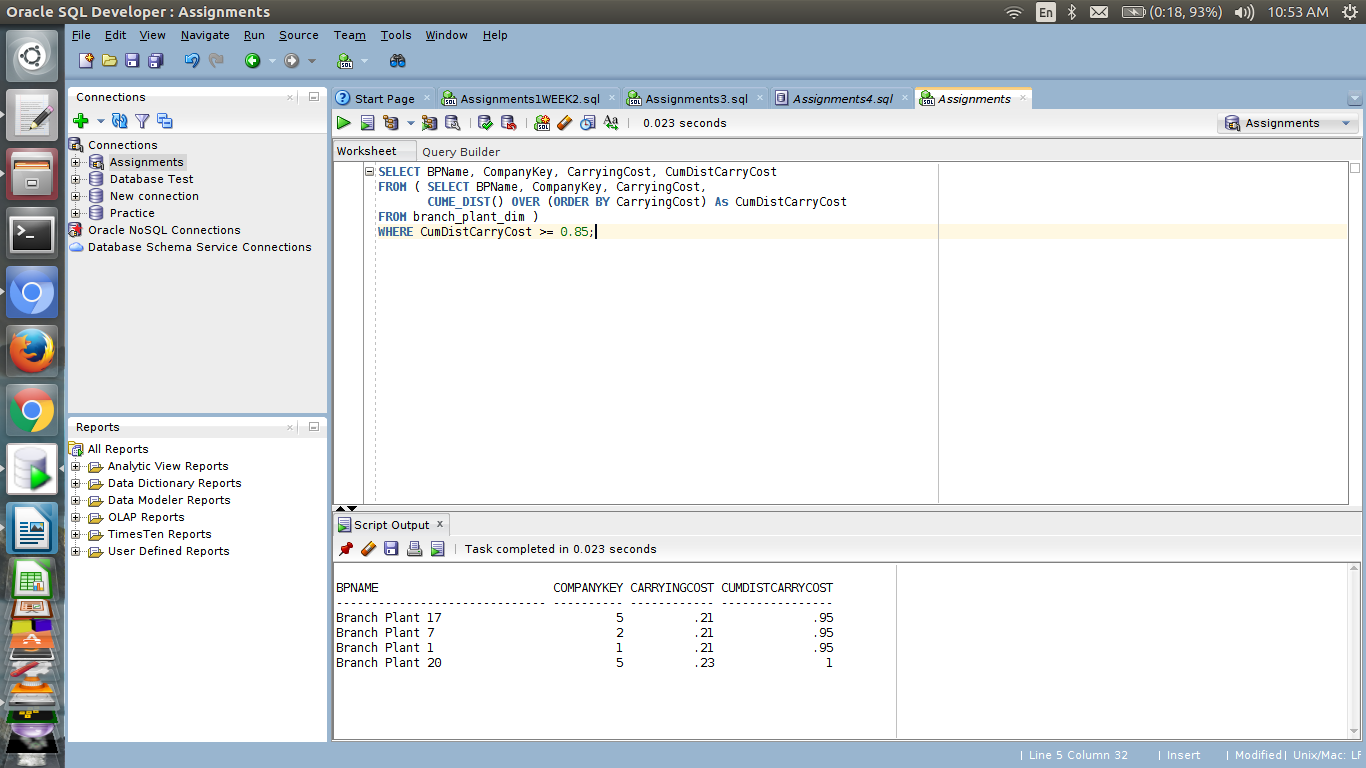 Oracle SQL Developer : Assignments
En
(0:18, 93%)
10:53 AM
File Edit View Navigate Run Source Team Tools Window Help
Connections
Connections
Assignments
Database Test
New connection
Practice
Oracle NoSQL Connections
Database Schema Service Connections
Reports
All Reports
Analytic View Reports
Data Dictionary Reports
Data Modeler Reports
OLAP Reports
TimesTen Reports
User Defined Reports
Start Page
Assignments1WEEK2.sql
Assignments3.sql
Assignments4.sql
Assignments
0.023 seconds
Assignments
Worksheet Query Builder
SELECT BPName, CompanyKey, CarryingCost, CumDistCarryCost
FROM ( SELECT BPName, CompanyKey, CarryingCost,
CUME_DIST() OVER (ORDER BY CarryingCost) As CumDistCarryCost
FROM branch_plant_dim )
WHERE CumDistCarryCost >= 0.85;
Script Output
Task completed in 0.023 seconds
BPNAME COMPANYKEY CARRYINGCOST CUMDISTCARRYCOST
------------------------------ ---------- ------------ ----------------
Branch Plant 17 5 .21 .95
Branch Plant 7 2 .21 .95
Branch Plant 1 1 .21 .95
Branch Plant 20 5 .23 1
Line 5 Column 32 | Insert | Modified | Unix/Mac: LF